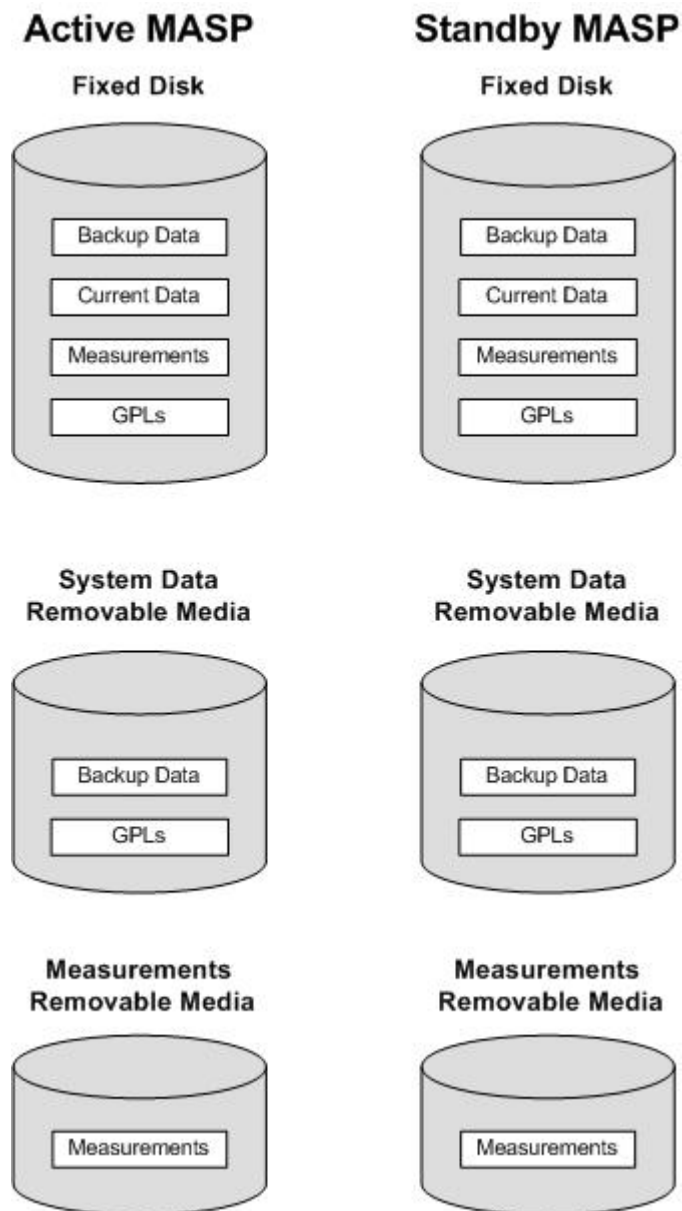 Active MASP
Standby MASP
Fixed Disk
Fixed Disk
Backup Data
Backup Data
Current Data
Current Data
Measurements
Measurements
GPLs
GPLs
System Data
Removable Media
System Data
Removable Media
Backup Data
Backup Data
GPLs
GPLs
Measurements
Removable Media
Measurements
Removable Media
Measurements
Measurements